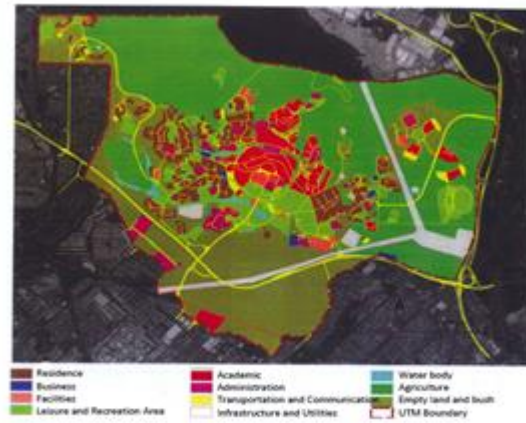 Residence
Business
Facilities
Leisure and Recreation Area
Academic
Administration
Transportation and Communication
Infrastructure and Utilities
Water body
Agriculture
Empty land and bush
UTM Boundary